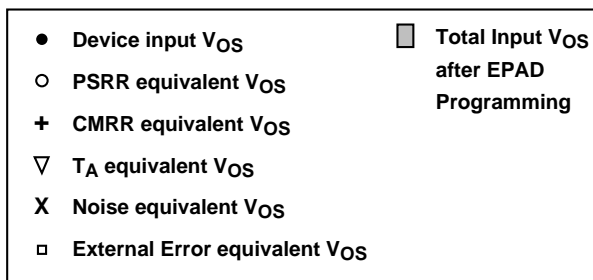 ● Device input VOS
○ PSRR equivalent VOS
+ CMRR equivalent VOS
▽ TA equivalent VOS
X Noise equivalent VOS
□ External Error equivalent VOS
Total Input VOS
after EPAD
Programming